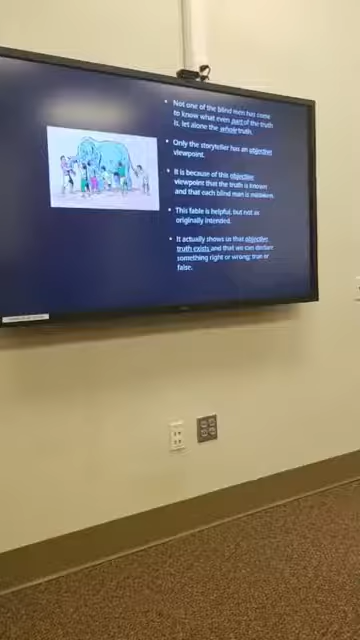 • Not one of the blind men has come
to know what even part of the truth
is, let alone the whole truth.
• Only the storyteller has an objective
viewpoint.
• It is because of this objective
viewpoint that the truth is known
and that each blind man is mistaken.
• This fable is helpful, but not as
originally intended.
• It actually shows us that objective
truth exists and that we can declare
something right or wrong; true or
false.